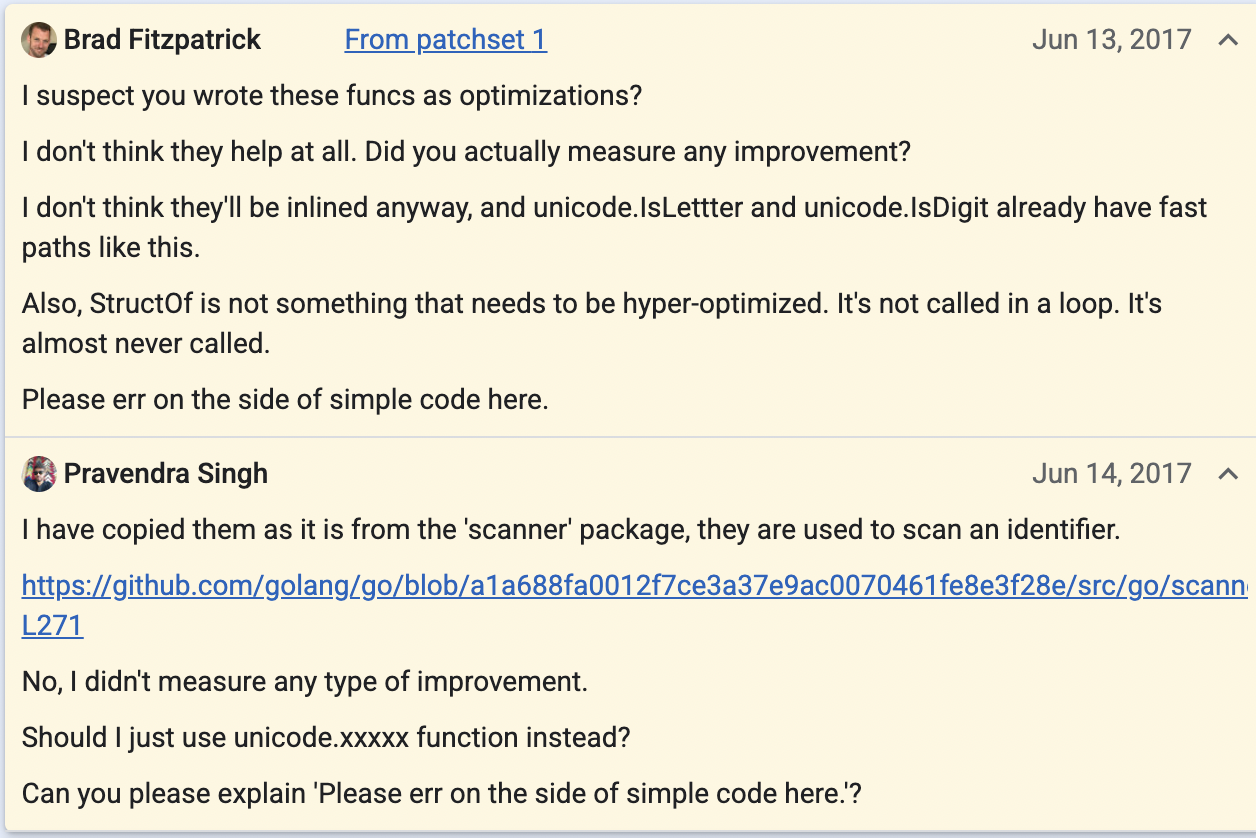 Brad Fitzpatrick From patchset 1 Jun 13, 2017
I suspect you wrote these funcs as optimizations?
I don't think they help at all. Did you actually measure any improvement?
I don't think they'll be inlined anyway, and unicode.IsLettter and unicode.IsDigit already have fast
paths like this.
Also, StructOf is not something that needs to be hyper-optimized. It's not called in a loop. It's
almost never called.
Please err on the side of simple code here.
Pravendra Singh Jun 14, 2017
I have copied them as it is from the 'scanner' package, they are used to scan an identifier.
https://github.com/golang/go/blob/a1a688fa0012f7ce3a37e9ac0070461fe8e3f28e/src/go/scann
L271
No, I didn't measure any type of improvement.
Should I just use unicode.xxxxx function instead?
Can you please explain 'Please err on the side of simple code here.'?